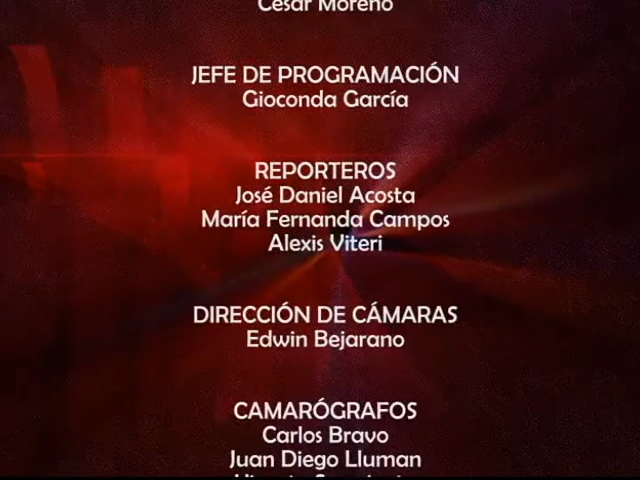 César Moreno
JEFE DE PROGRAMACIÓN
Gioconda García
REPORTEROS
José Daniel Acosta
María Fernanda Campos
Alexis Viteri
DIRECCIÓN DE CÁMARAS
Edwin Bejarano
CAMARÓGRAFOS
Carlos Bravo
Juan Diego Lluman